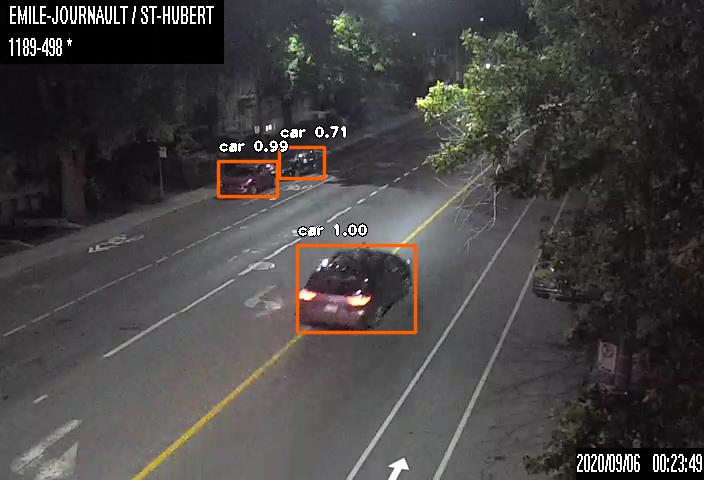 EMILE-JOURNAULT / ST-HUBERT
1189-498 *
car 0.71
car 0.99
car 1.00
2020/09/06 00:23:49